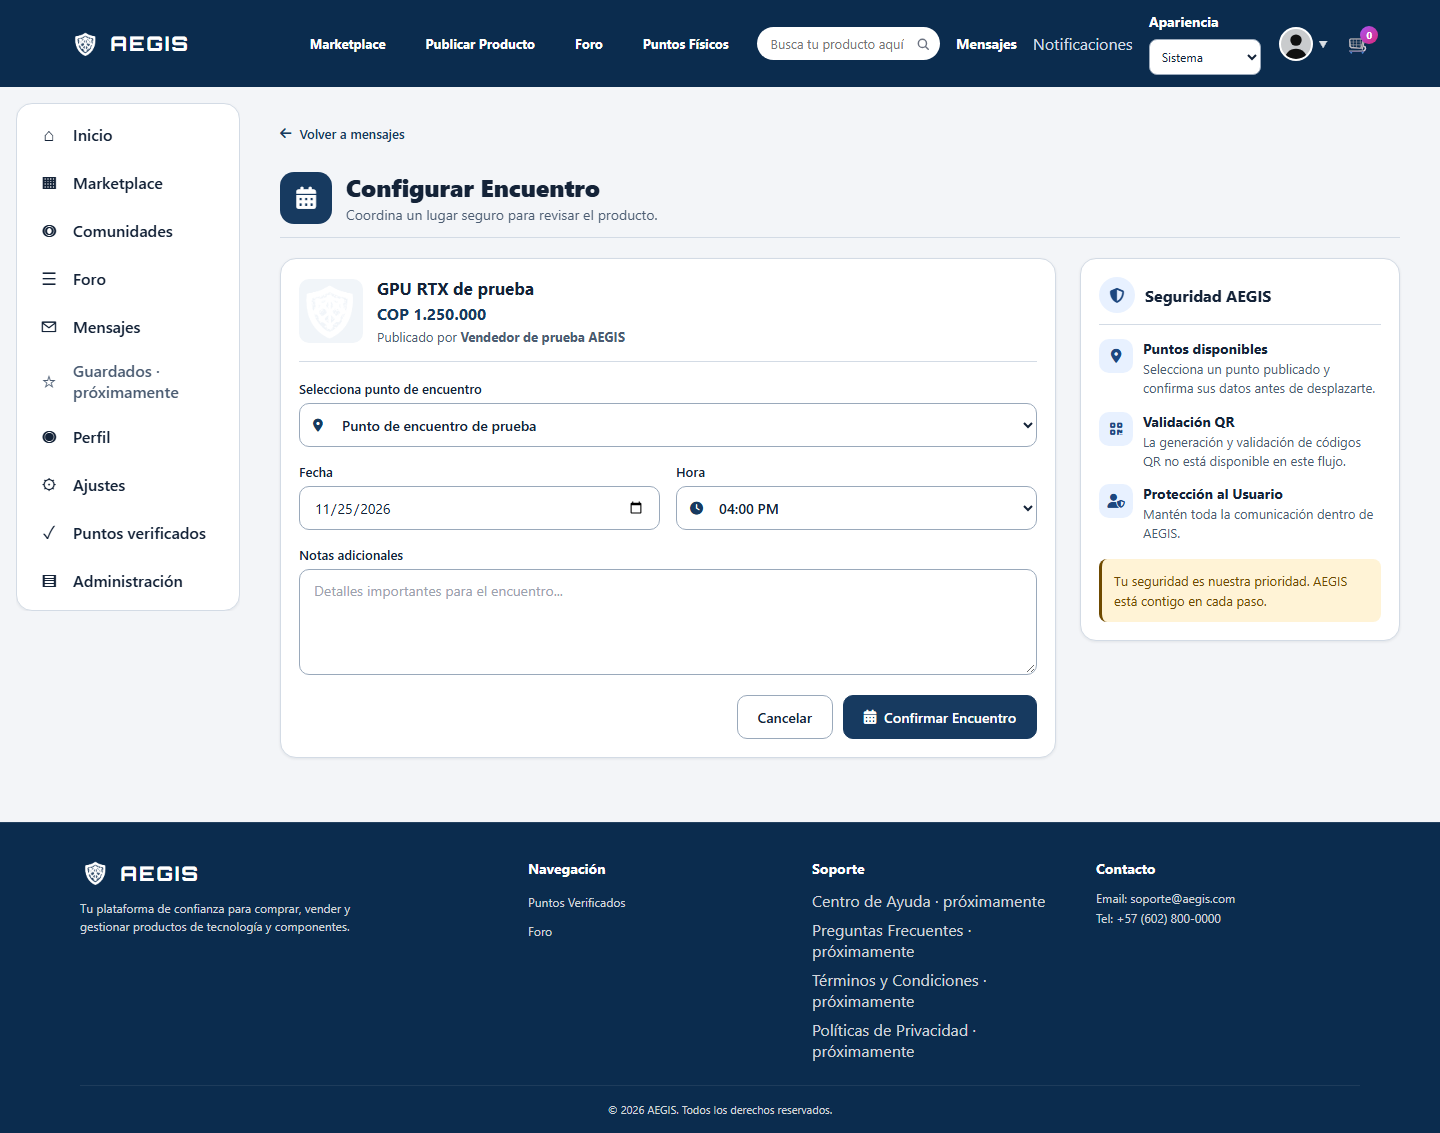 AEGIS
Marketplace
Publicar Producto
Foro
Puntos Físicos
Busca tu producto aquí
Mensajes
Notificaciones
Apariencia
Sistema
0
Inicio
Marketplace
Comunidades
Foro
Mensajes
Guardados ·
próximamente
Perfil
Ajustes
Puntos verificados
Administración
Volver a mensajes
Configurar Encuentro
Coordina un lugar seguro para revisar el producto.
GPU RTX de prueba
COP 1.250.000
Publicado por Vendedor de prueba AEGIS
Selecciona punto de encuentro
Punto de encuentro de prueba
Fecha
Hora
11/25/2026
04:00 PM
Notas adicionales
Detalles importantes para el encuentro...
Cancelar
Confirmar Encuentro
Seguridad AEGIS
Puntos disponibles
Selecciona un punto publicado y
confirma sus datos antes de desplazarte.
Validación QR
La generación y validación de códigos
QR no está disponible en este flujo.
Protección al Usuario
Mantén toda la comunicación dentro de
AEGIS.
Tu seguridad es nuestra prioridad. AEGIS
está contigo en cada paso.
AEGIS
Tu plataforma de confianza para comprar, vender y
gestionar productos de tecnología y componentes.
Navegación
Puntos Verificados
Foro
Soporte
Centro de Ayuda · próximamente
Preguntas Frecuentes ·
próximamente
Términos y Condiciones ·
próximamente
Políticas de Privacidad ·
próximamente
Contacto
Email: soporte@aegis.com
Tel: +57 (602) 800-0000
© 2026 AEGIS. Todos los derechos reservados.